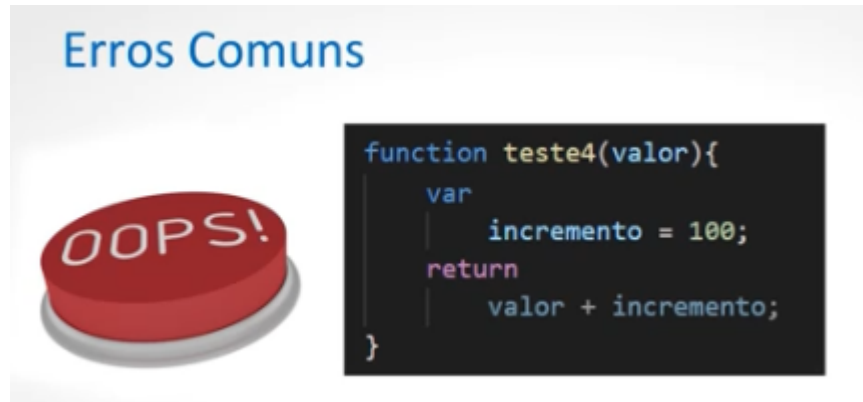 Erros Comuns
OOPS!
function teste4(valor){
var
incremento = 100;
return
valor + incremento;
}